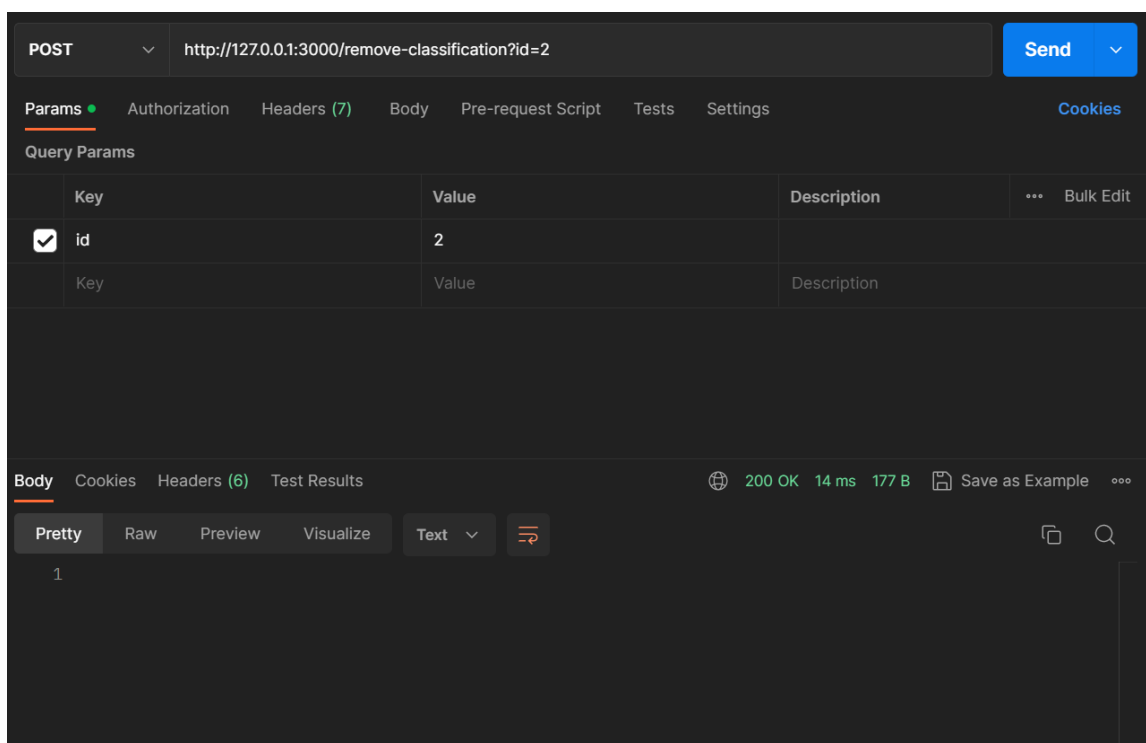 POST http://127.0.0.1:3000/remove-classification?id=2 Send
Params Authorization Headers (7) Body Pre-request Script Tests Settings Cookies
Query Params
Key Value Description Bulk Edit
id 2
Key Value Description
Body Cookies Headers (6) Test Results 200 OK 14 ms 177 B Save as Example
Pretty Raw Preview Visualize Text
1